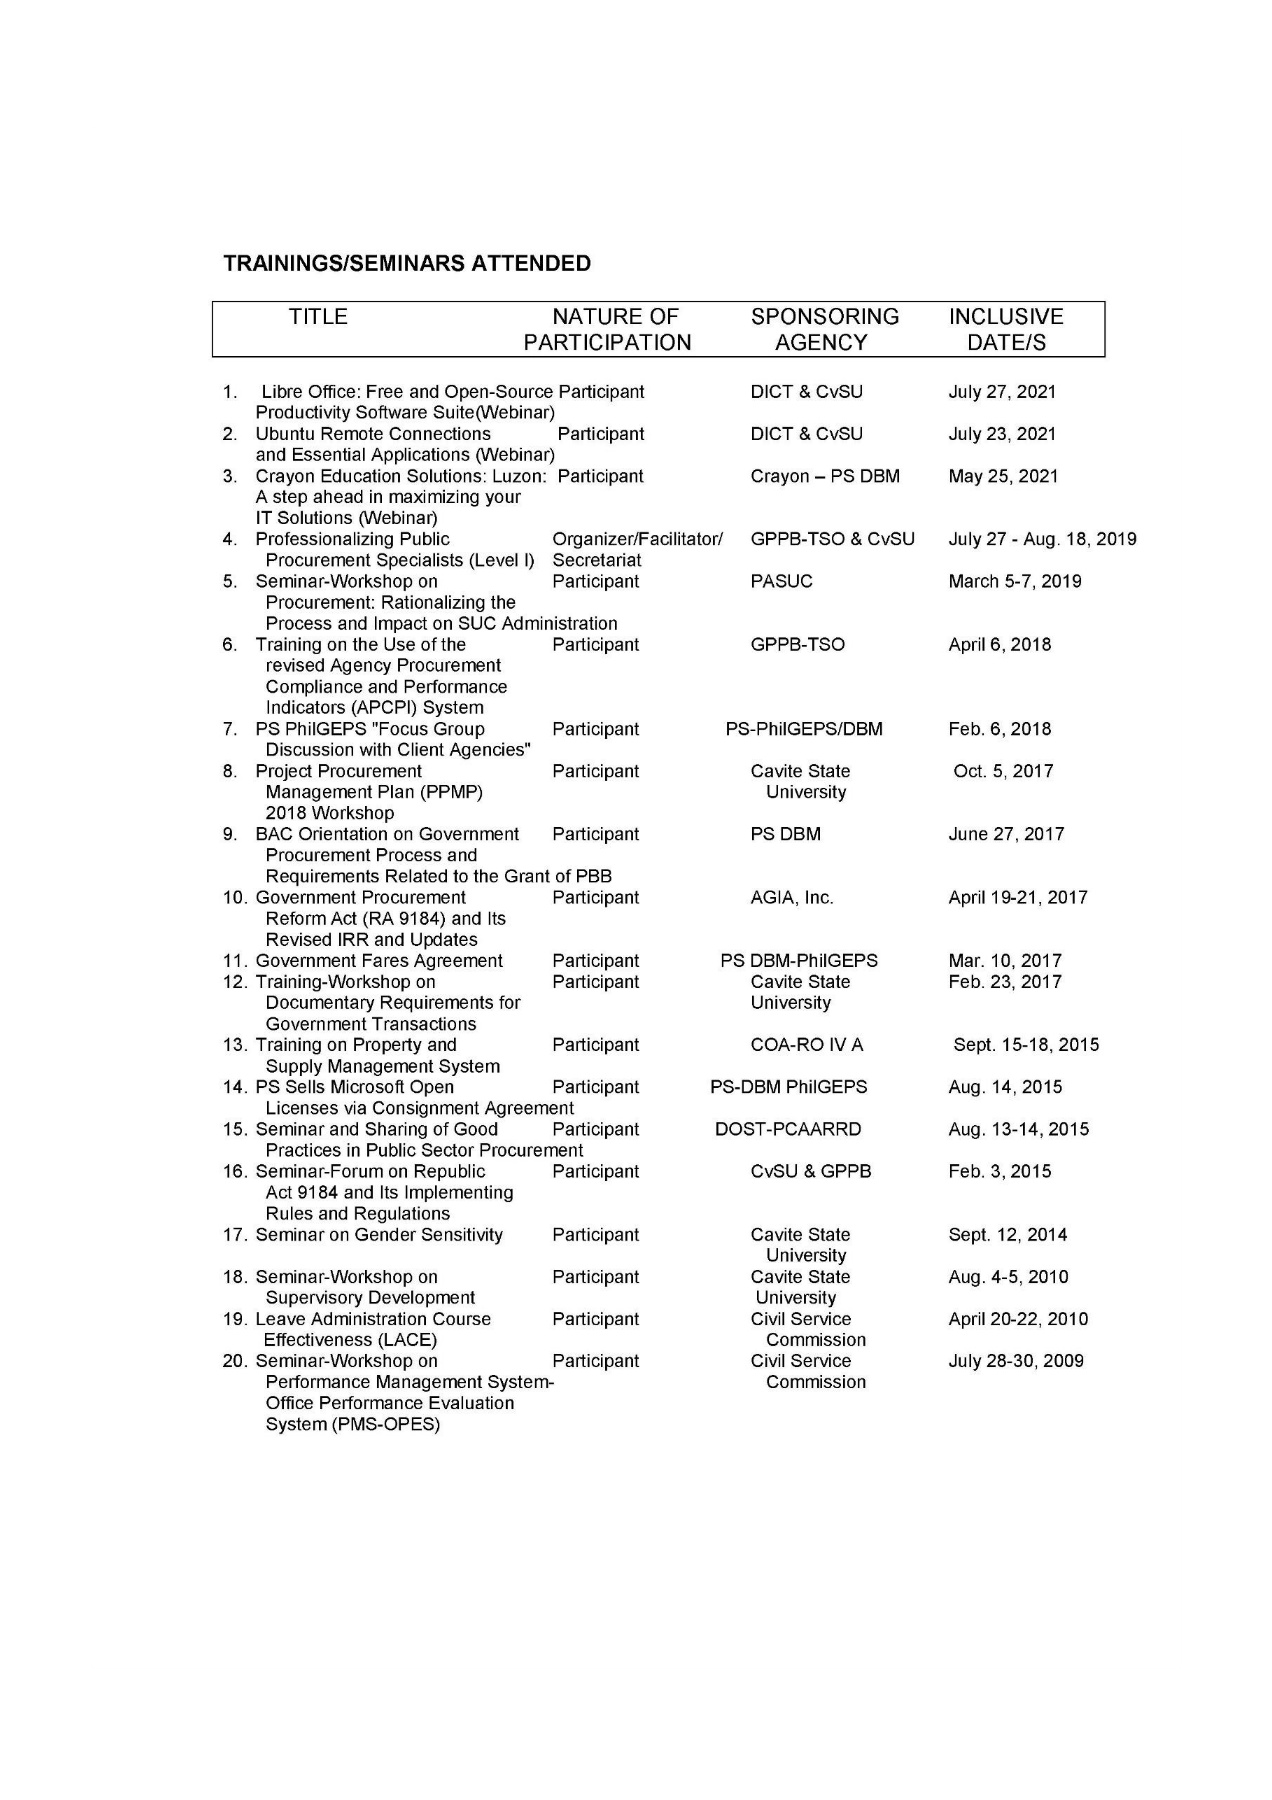 TRAININGS/SEMINARS ATTENDED
TITLE NATURE OF SPONSORING INCLUSIVE
PARTICIPATION AGENCY DATE/S
1. Libre Office: Free and Open-Source Participant DICT & CvSU July 27, 2021
Productivity Software Suite(Webinar)
2. Ubuntu Remote Connections Participant DICT & CvSU July 23, 2021
and Essential Applications (Webinar)
3. Crayon Education Solutions: Luzon: Participant Crayon – PS DBM May 25, 2021
A step ahead in maximizing your
IT Solutions (Webinar)
4. Professionalizing Public Organizer/Facilitator/ GPPB-TSO & CvSU July 27 - Aug. 18, 2019
Procurement Specialists (Level I) Secretariat
5. Seminar-Workshop on Participant PASUC March 5-7, 2019
Procurement: Rationalizing the
Process and Impact on SUC Administration
6. Training on the Use of the Participant GPPB-TSO April 6, 2018
revised Agency Procurement
Compliance and Performance
Indicators (APCPI) System
7. PS PhilGEPS "Focus Group Participant PS-PhilGEPS/DBM Feb. 6, 2018
Discussion with Client Agencies"
8. Project Procurement Participant Cavite State Oct. 5, 2017
Management Plan (PPMP) University
2018 Workshop
9. BAC Orientation on Government Participant PS DBM June 27, 2017
Procurement Process and
Requirements Related to the Grant of PBB
10. Government Procurement Participant AGIA, Inc. April 19-21, 2017
Reform Act (RA 9184) and Its
Revised IRR and Updates
11. Government Fares Agreement Participant PS DBM-PhilGEPS Mar. 10, 2017
12. Training-Workshop on Participant Cavite State Feb. 23, 2017
Documentary Requirements for University
Government Transactions
13. Training on Property and Participant COA-RO IV A Sept. 15-18, 2015
Supply Management System
14. PS Sells Microsoft Open Participant PS-DBM PhilGEPS Aug. 14, 2015
Licenses via Consignment Agreement
15. Seminar and Sharing of Good Participant DOST-PCAARRD Aug. 13-14, 2015
Practices in Public Sector Procurement
16. Seminar-Forum on Republic Participant CvSU & GPPB Feb. 3, 2015
Act 9184 and Its Implementing
Rules and Regulations
17. Seminar on Gender Sensitivity Participant Cavite State Sept. 12, 2014
University
18. Seminar-Workshop on Participant Cavite State Aug. 4-5, 2010
Supervisory Development University
19. Leave Administration Course Participant Civil Service April 20-22, 2010
Effectiveness (LACE) Commission
20. Seminar-Workshop on Participant Civil Service July 28-30, 2009
Performance Management System- Commission
Office Performance Evaluation
System (PMS-OPES)